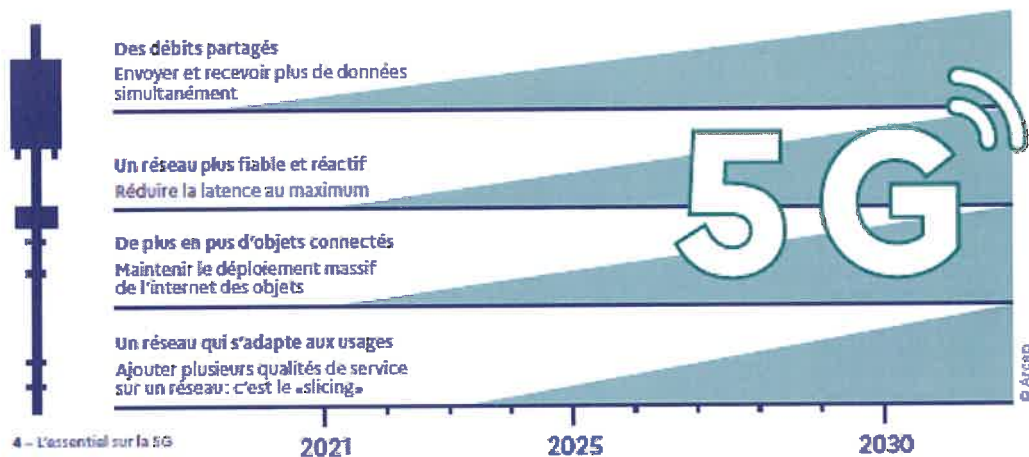 Des débits partagés
Envoyer et recevoir plus de données
simultanément
Un réseau plus fiable et réactif
Réduire la latence au maximum
De plus en pus d'objets connectés
Maintenir le déploiement massif
de l'internet des objets
Un réseau qui s'adapte aux usages
Ajouter plusieurs qualités de service
sur un réseau: c'est le «slicing»
5G
© Arcep
2021 2025 2030
4 – L'essentiel sur la 5G